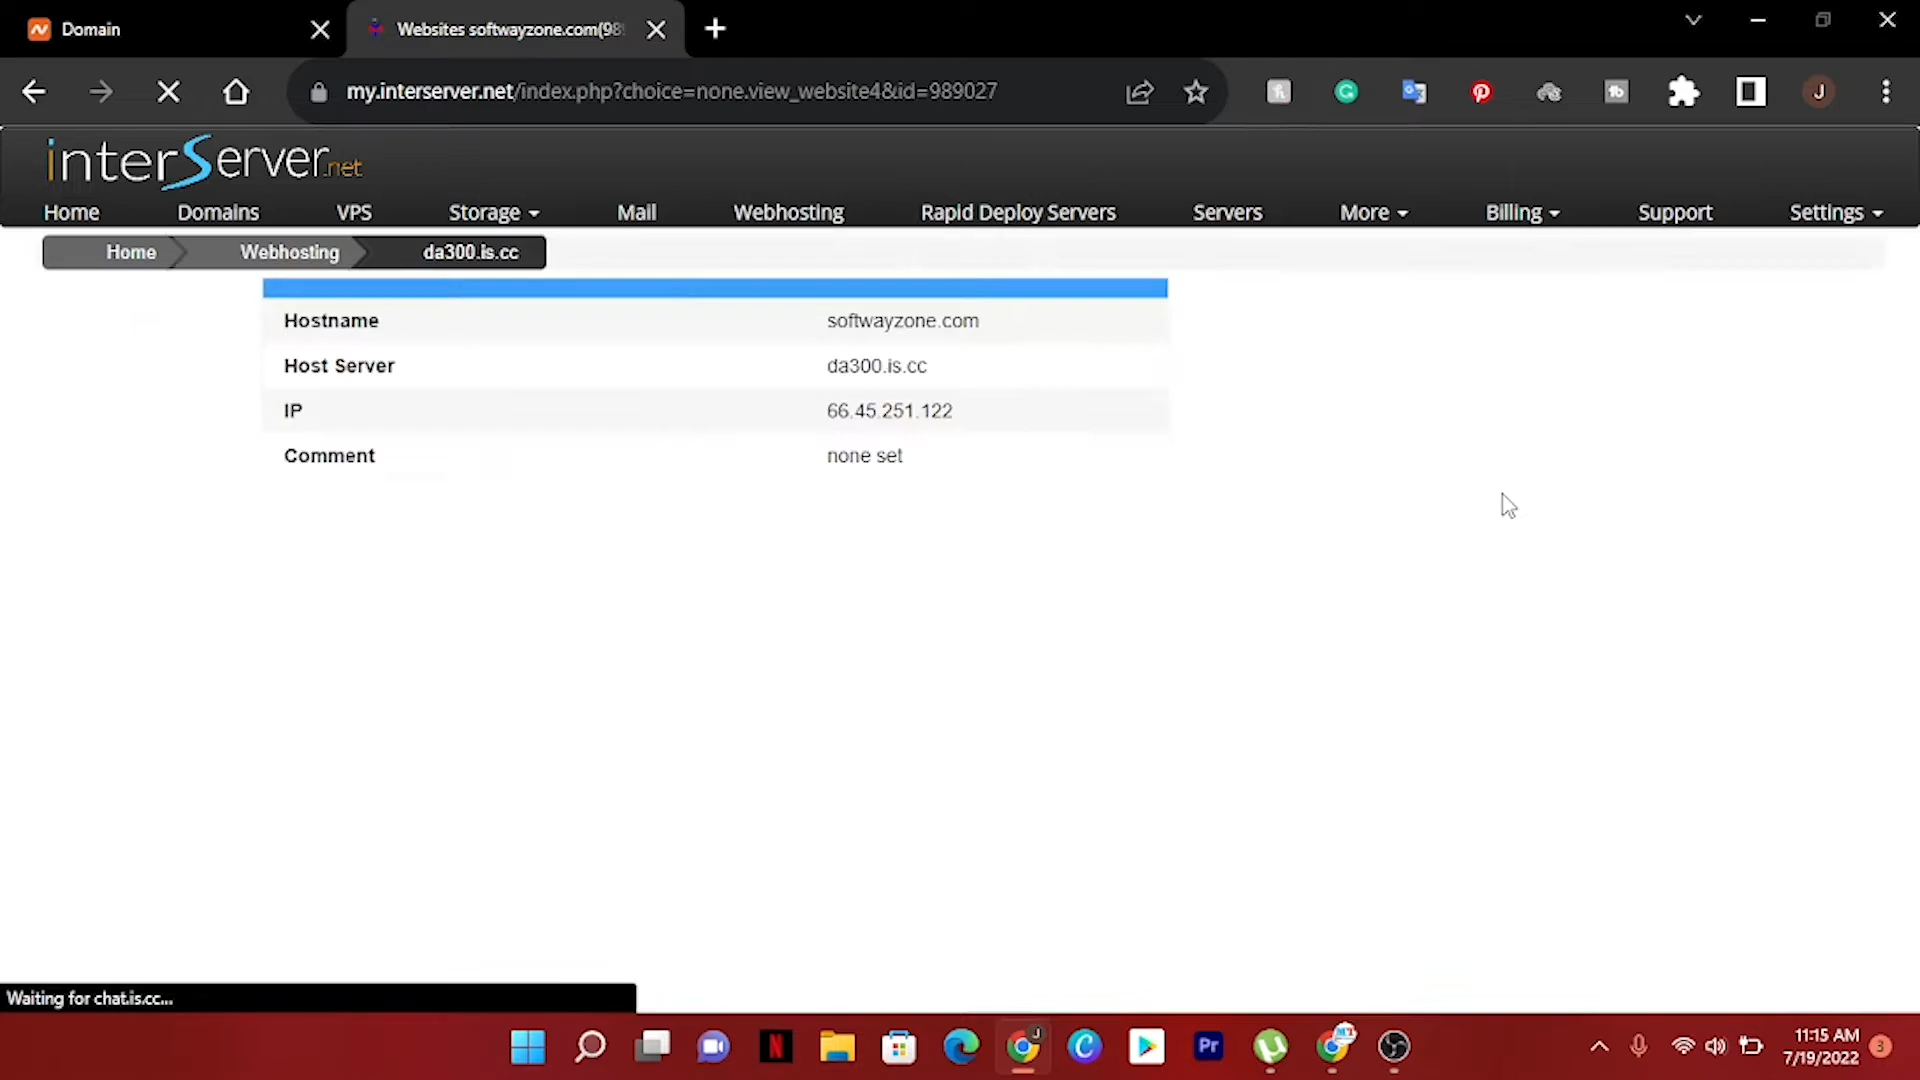 Domain
Websites softwayzone.com(98
my.interserver.net/index.php?choice=none.view_website4&id=989027
J
interServer.net
Home Domains VPS Storage Mail Webhosting Rapid Deploy Servers Servers More Billing Support Settings
Home Webhosting da300.is.cc
Hostname softwayzone.com
Host Server da300.is.cc
IP 66.45.251.122
Comment none set
Waiting for chat.is.cc...
N
J
C
Pr
11:15 AM
7/19/2022
3